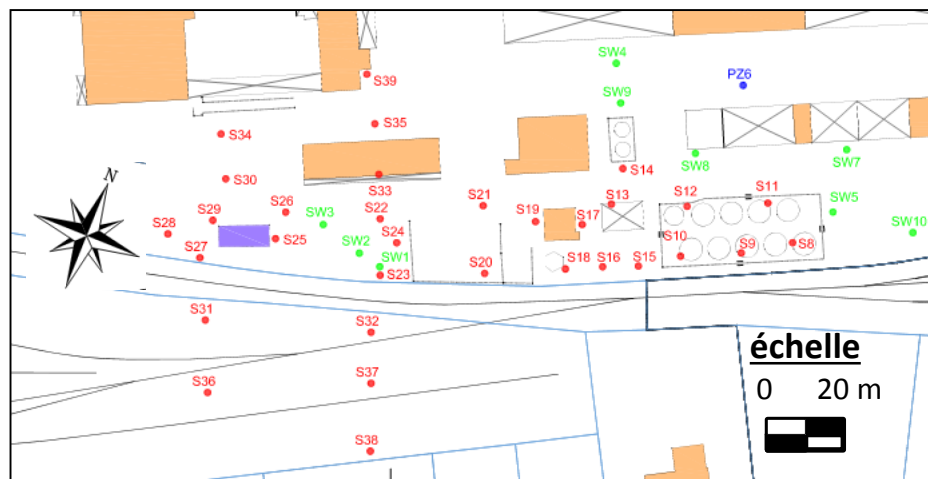 SW4
S39
PZ6
SW9
S35
S34
SW8
SW7
S14
S33
S30
S12
S11
S21
S13
S26
S29
SW3
S22
S19
S17
SW5
S28
S25
S24
SW10
SW2
S10
S9
S8
S27
SW1
S23
S20
S18
S16
S15
N
S31
S32
échelle
S37
S36
0 20 m
S38